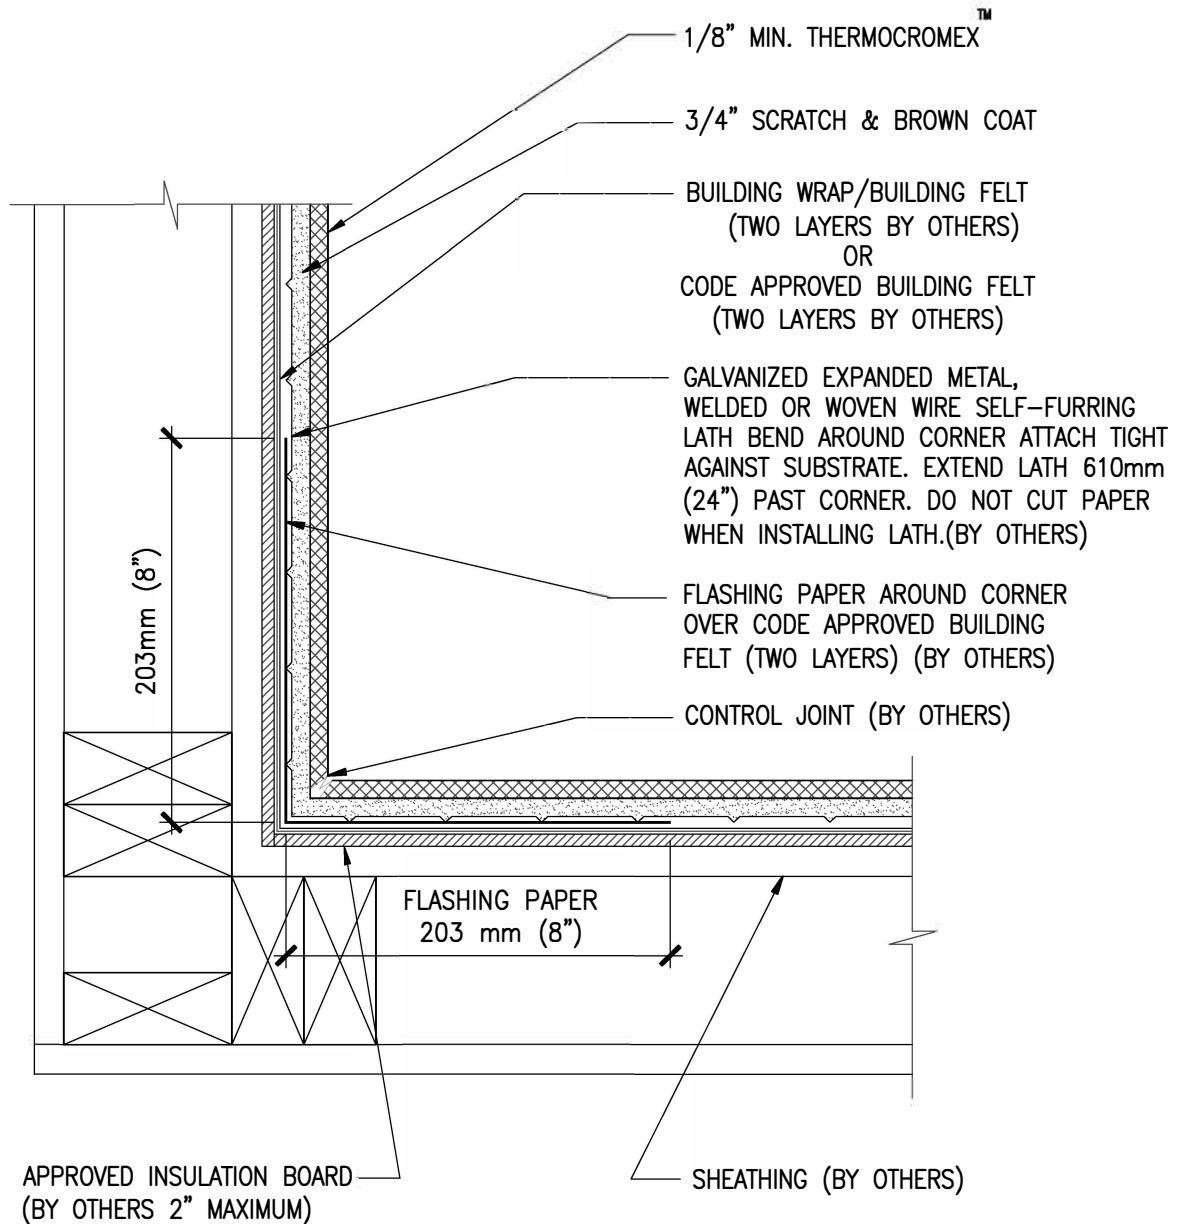 1/8" MIN. THERMOCROMEX™
3/4" SCRATCH & BROWN COAT
BUILDING WRAP/BUILDING FELT
(TWO LAYERS BY OTHERS)
OR
CODE APPROVED BUILDING FELT
(TWO LAYERS BY OTHERS)
GALVANIZED EXPANDED METAL,
WELDED OR WOVEN WIRE SELF-FURRING
LATH BEND AROUND CORNER ATTACH TIGHT
AGAINST SUBSTRATE. EXTEND LATH 610mm
(24") PAST CORNER. DO NOT CUT PAPER
WHEN INSTALLING LATH.(BY OTHERS)
203mm (8")
FLASHING PAPER AROUND CORNER
OVER CODE APPROVED BUILDING
FELT (TWO LAYERS) (BY OTHERS)
CONTROL JOINT (BY OTHERS)
FLASHING PAPER
203 mm (8")
APPROVED INSULATION BOARD
(BY OTHERS 2" MAXIMUM)
SHEATHING (BY OTHERS)